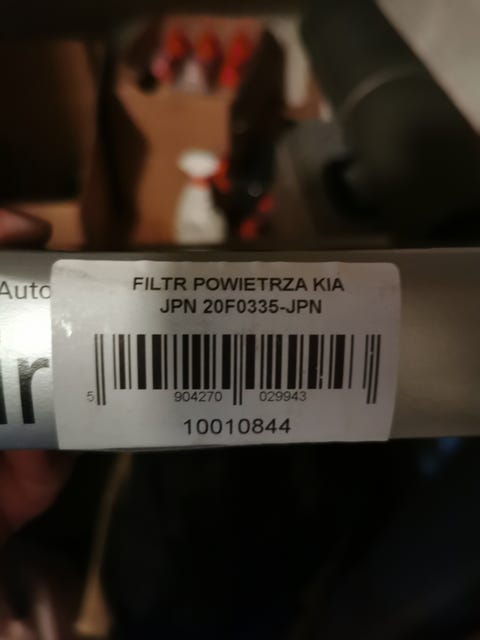 Auto
FILTR POWIETRZA KIA
JPN 20F0335-JPN
5 904270 029943
10010844